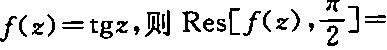 f(z)=tgz,则 Res[f(z),π/2]=